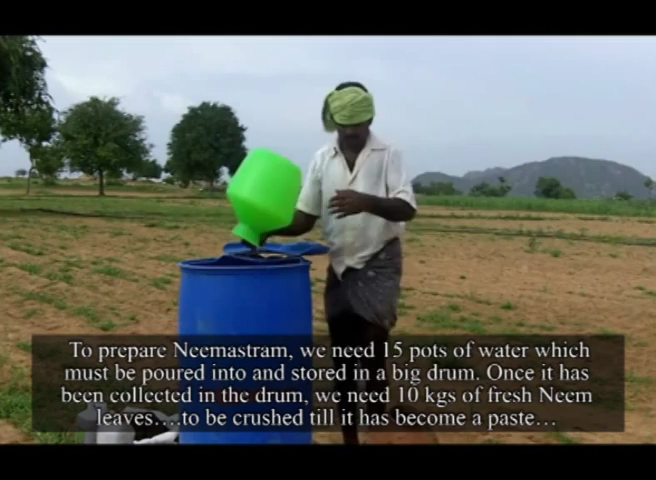 To prepare Neemastram, we need 15 pots of water which
must be poured into and stored in a big drum. Once it has
been collected in the drum, we need 10 kgs of fresh Neem
leaves….to be crushed till it has become a paste…